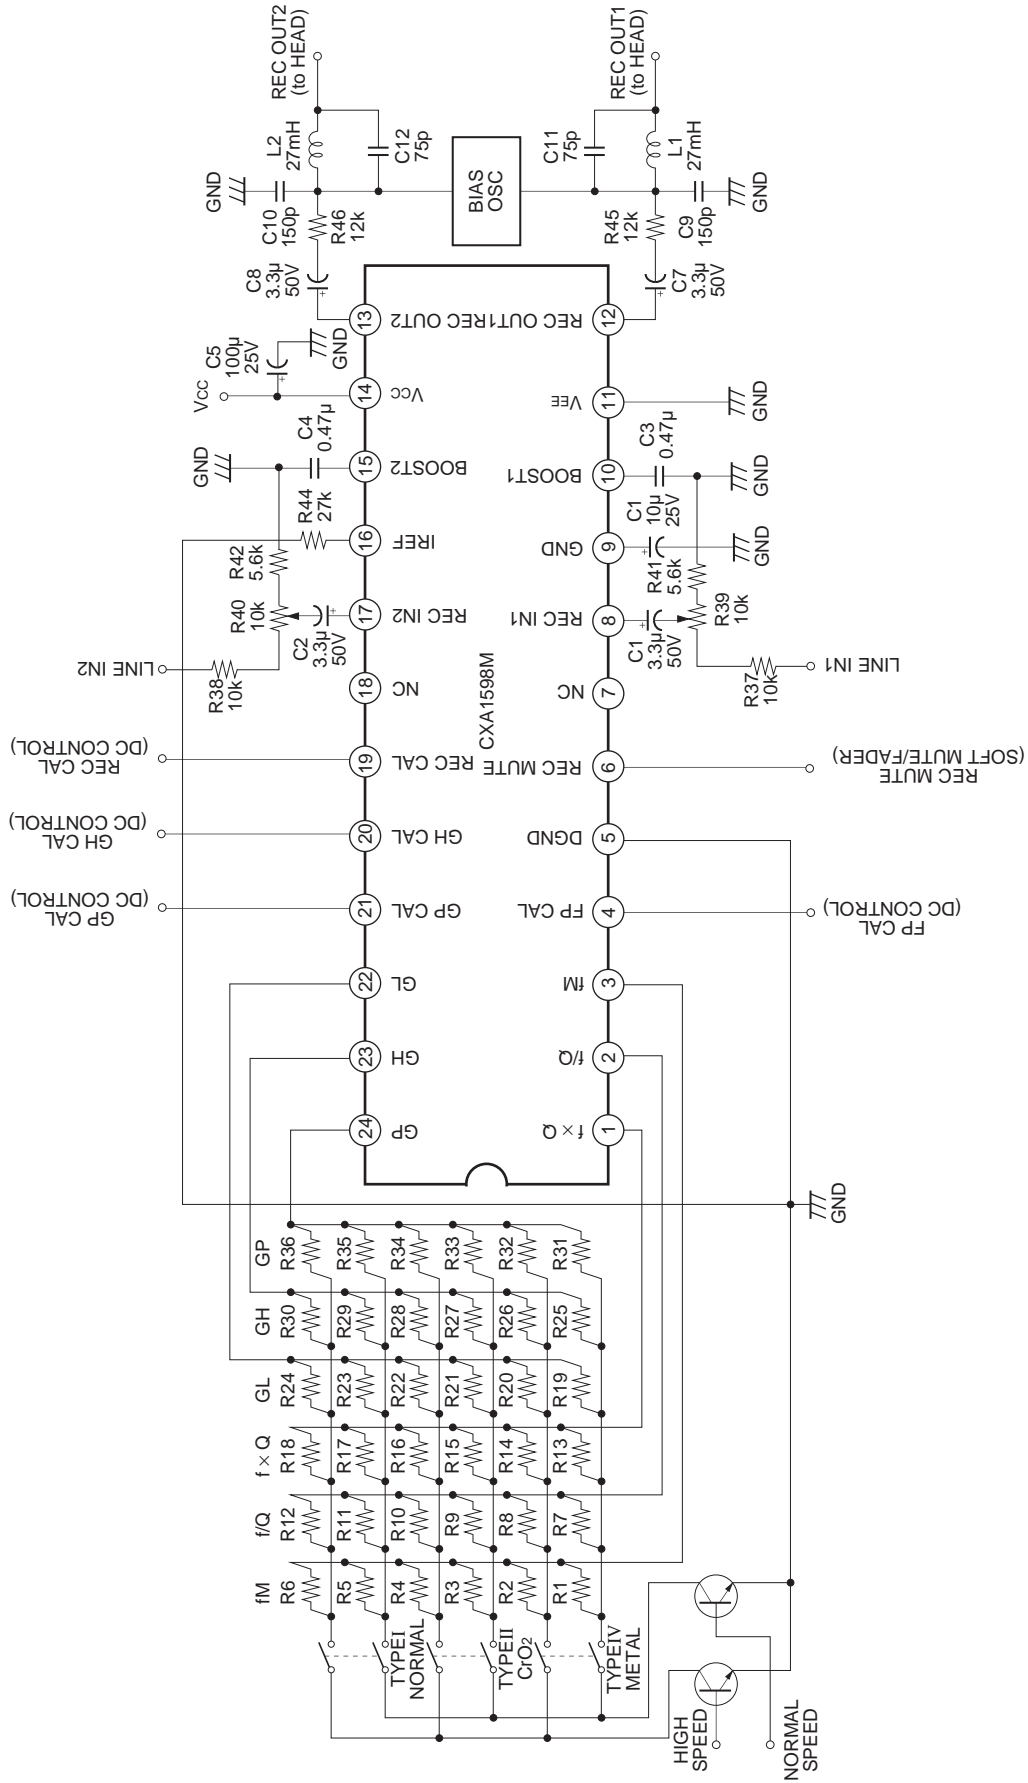 REC OUT2
(to HEAD)
REC OUT1
(to HEAD)
L2
27mH
C12
75p
C11
75p
L1
27mH
GND
C10
150p
BIAS
OSC
C9
150p
GND
R46
12k
R45
12k
C8
3.3µ
50V
C7
3.3µ
50V
13
REC OUT2
REC OUT1
12
C5
100µ
25V
GND
VCC
14
VCC
VEE
11
GND
C4
0.47µ
C3
0.47µ
GND
15
BOOST2
BOOST1
10
GND
R44
27k
C1
10µ
25V
16
IREF
GND
9
GND
R42
5.6k
R41
5.6k
R40
10k
R39
10k
17
REC IN2
REC IN1
8
C2
3.3µ
50V
C1
3.3µ
50V
LINE IN2
R38
10k
R37
10k
LINE IN1
18
NC
NC
7
CXA1598M
REC CAL
(DC CONTROL)
19
REC CAL
REC MUTE
6
REC MUTE
(SOFT MUTE/FADER)
GH CAL
(DC CONTROL)
20
GH CAL
DGND
5
GP CAL
(DC CONTROL)
21
GP CAL
FP CAL
4
FP CAL
(DC CONTROL)
22
GL
fM
3
23
GH
f/Q
2
24
GP
f × Q
1
GND
GP
R36
R35
R34
R33
R32
R31
GH
R30
R29
R28
R27
R26
R25
GL
R24
R23
R22
R21
R20
R19
f × Q
R18
R17
R16
R15
R14
R13
f/Q
R12
R11
R10
R9
R8
R7
fM
R6
R5
R4
R3
R2
R1
TYPEI
NORMAL
TYPEII
CrO2
TYPEIV
METAL
HIGH
SPEED
NORMAL
SPEED